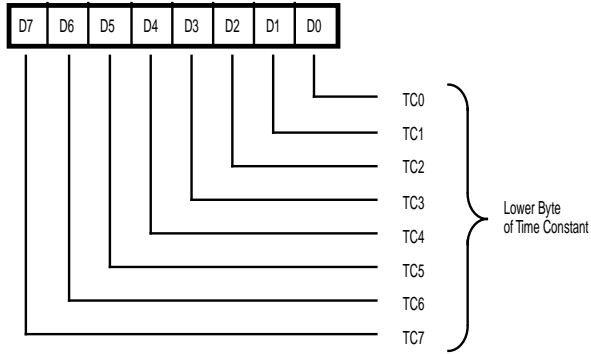 D7 D6 D5 D4 D3 D2 D1 D0
TC0
TC1
TC2
TC3
TC4
TC5
TC6
TC7
Lower Byte
of Time Constant